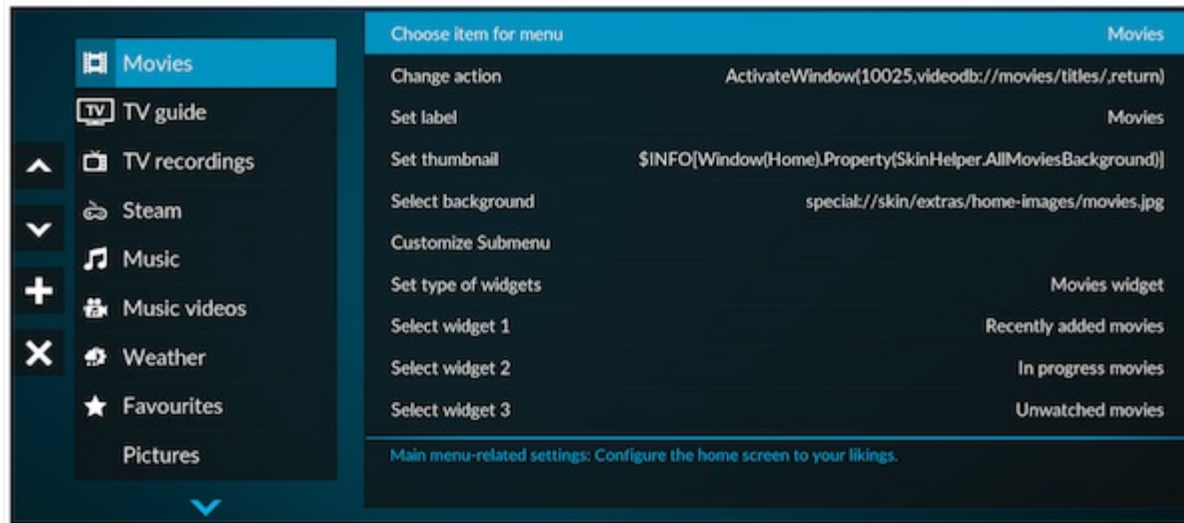 Movies
TV guide
TV recordings
Steam
Music
Music videos
Weather
Favourites
Pictures
Choose item for menu Movies
Change action ActivateWindow(10025,videodb://movies/titles/,return)
Set label Movies
Set thumbnail $INFO[Window(Home).Property(SkinHelper.AllMoviesBackground)]
Select background special://skin/extras/home-images/movies.jpg
Customize Submenu
Set type of widgets Movies widget
Select widget 1 Recently added movies
Select widget 2 In progress movies
Select widget 3 Unwatched movies
Main menu-related settings: Configure the home screen to your likings.